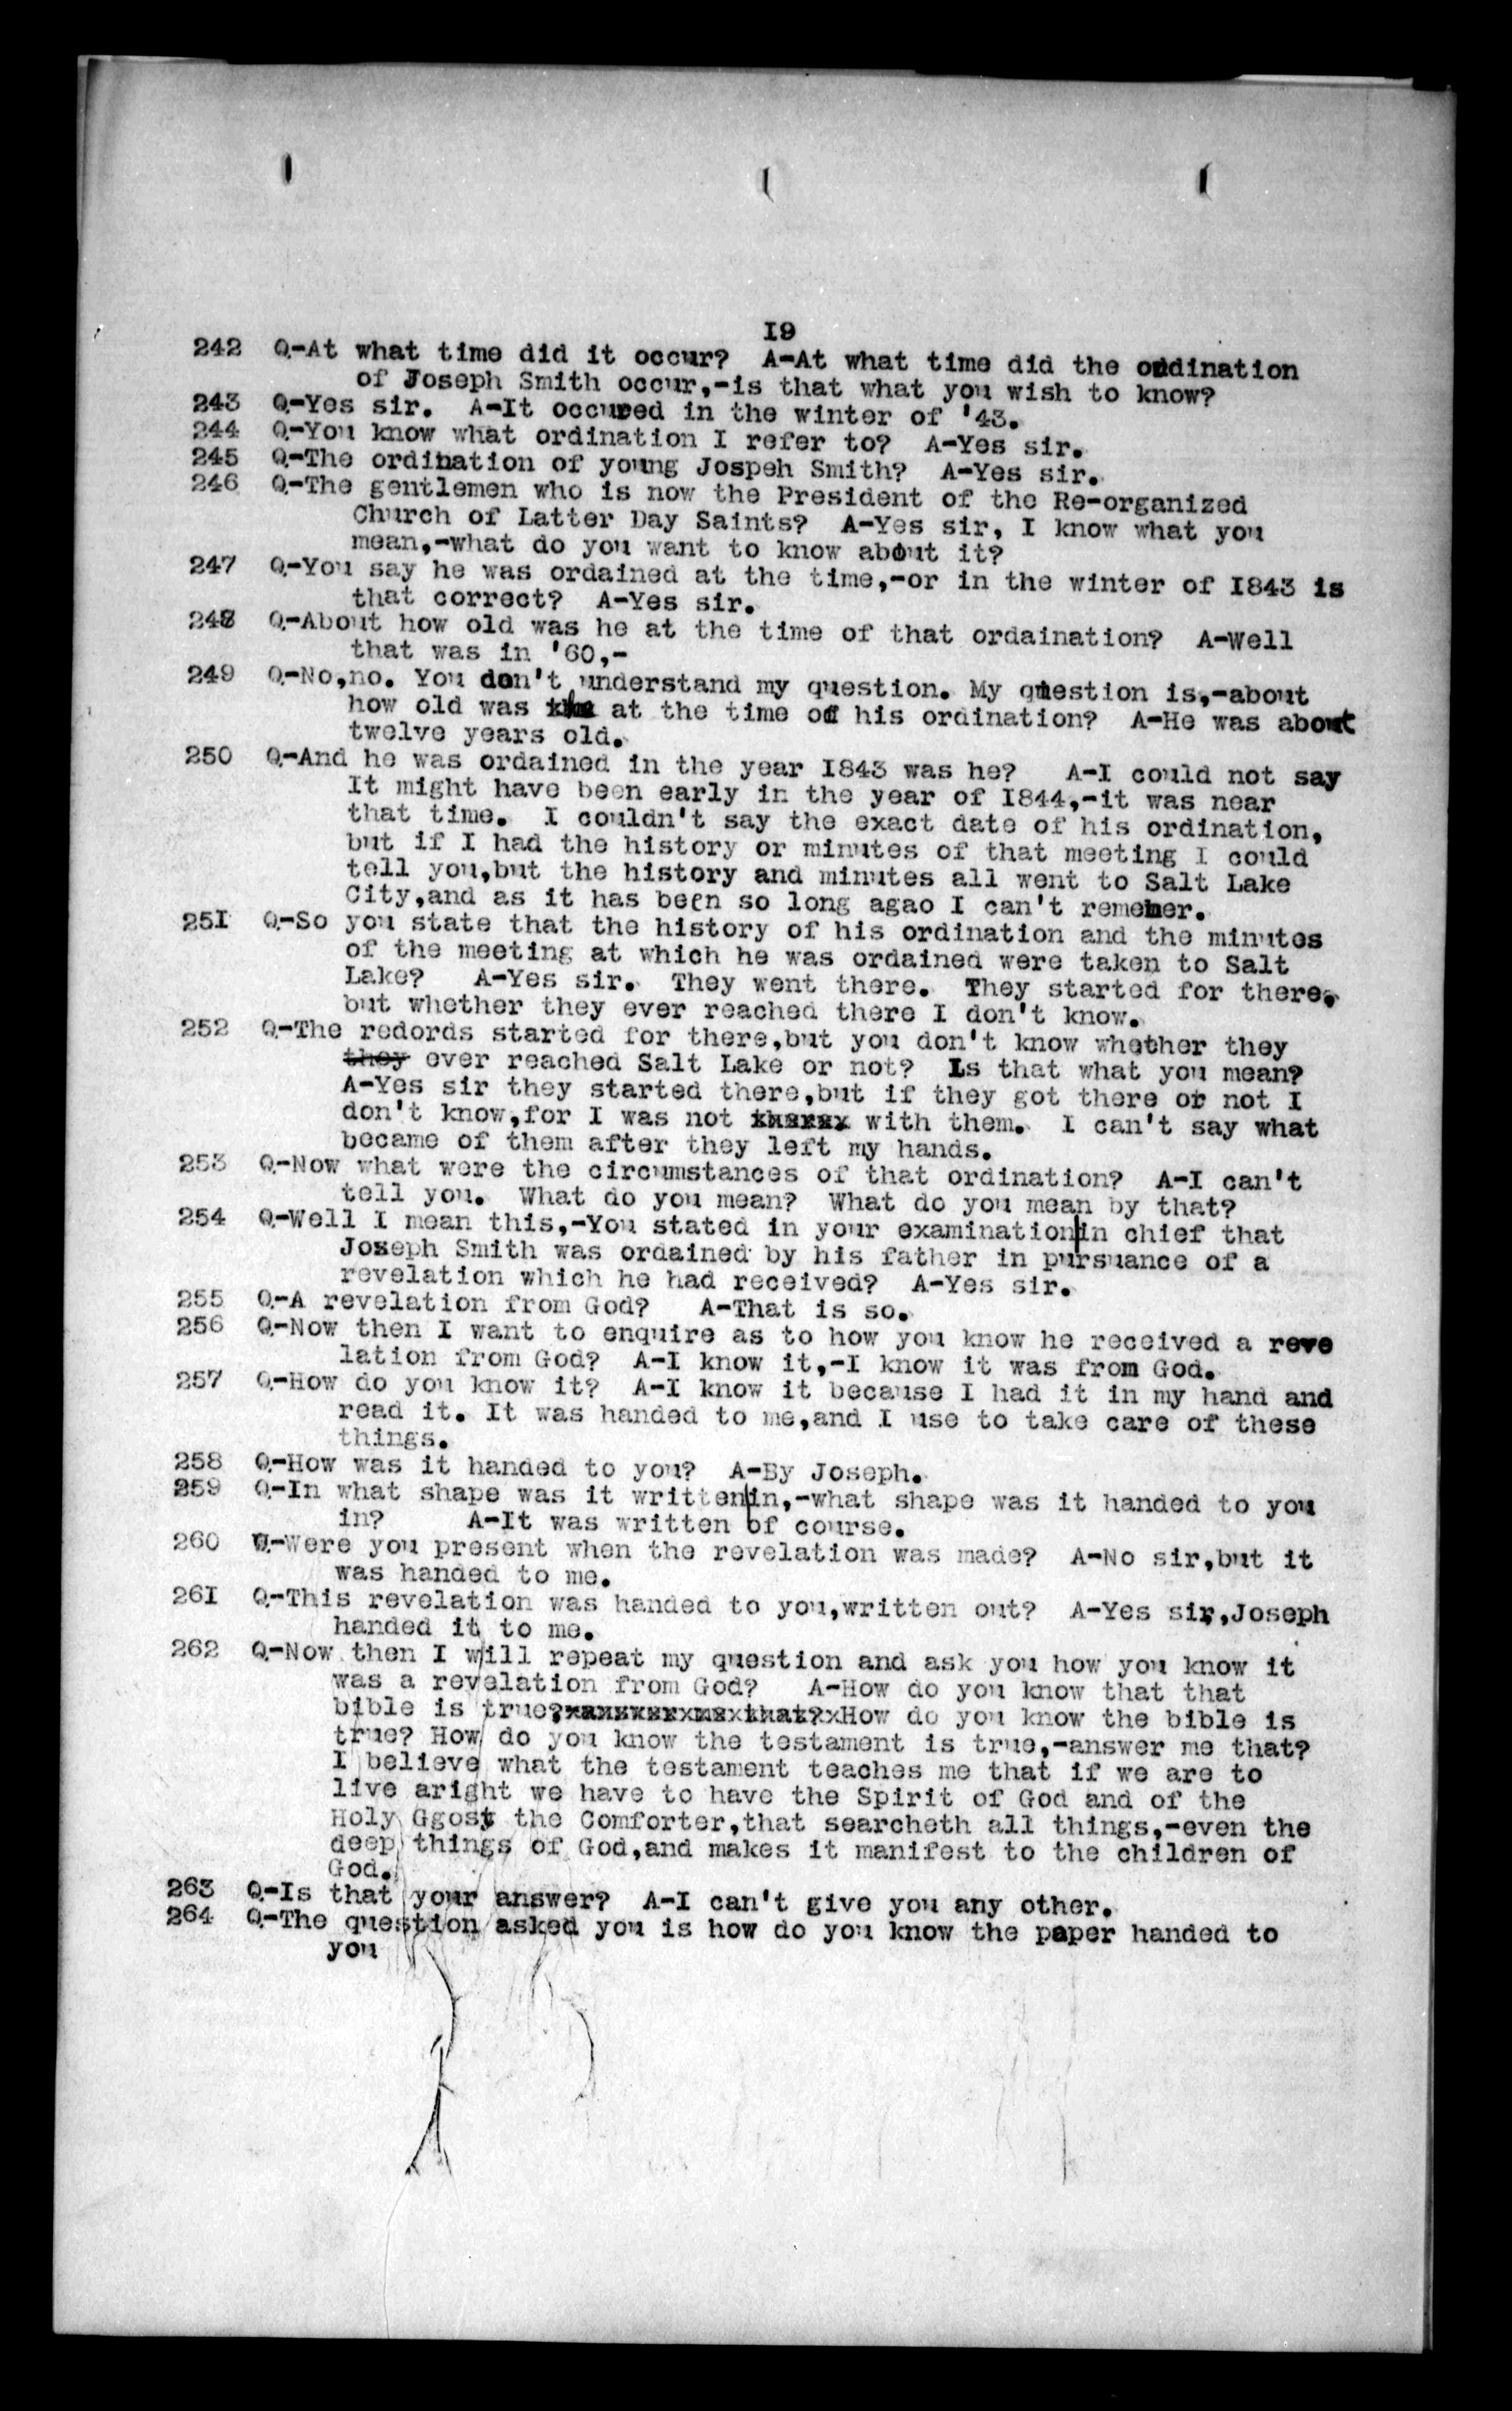 I9
242 Q-At what time did it occur? A-At what time did the ordination
of Joseph Smith occur,-is that what you wish to know?
243 Q-Yes sir. A-It occured in the winter of '43.
244 Q-You know what ordination I refer to? A-Yes sir.
245 Q-The ordination of young Jospeh Smith? A-Yes sir.
246 Q-The gentlemen who is now the President of the Re-organized
Church of Latter Day Saints? A-Yes sir, I know what you
mean,-what do you want to know about it?
247 Q-You say he was ordained at the time,-or in the winter of I843 is
that correct? A-Yes sir.
248 Q-About how old was he at the time of that ordaination? A-Well
that was in '60,-
249 Q-No,no. You don't understand my question. My question is,-about
how old was at the time of his ordination? A-He was about
twelve years old.
250 Q-And he was ordained in the year I843 was he? A-I could not say
It might have been early in the year of I844,-it was near
that time. I couldn't say the exact date of his ordination,
but if I had the history or minutes of that meeting I could
tell you,but the history and minutes all went to Salt Lake
City,and as it has been so long agao I can't rememer.
25I Q-So you state that the history of his ordination and the minutes
of the meeting at which he was ordained were taken to Salt
Lake? A-Yes sir. They went there. They started for there,
but whether they ever reached there I don't know.
252 Q-The redords started for there,but you don't know whether they
they ever reached Salt Lake or not? Is that what you mean?
A-Yes sir they started there,but if they got there or not I
don't know,for I was not with them. I can't say what
became of them after they left my hands.
253 Q-Now what were the circumstances of that ordination? A-I can't
tell you. What do you mean? What do you mean by that?
254 Q-Well I mean this,-You stated in your examination|in chief that
Joseph Smith was ordained by his father in pursuance of a
revelation which he had received? A-Yes sir.
255 Q-A revelation from God? A-That is so.
256 Q-Now then I want to enquire as to how you know he received a reve
lation from God? A-I know it,-I know it was from God.
257 Q-How do you know it? A-I know it because I had it in my hand and
read it. It was handed to me,and I use to take care of these
things.
258 Q-How was it handed to you? A-By Joseph.
259 Q-In what shape was it written|in,-what shape was it handed to you
in? A-It was written of course.
260 Q-Were you present when the revelation was made? A-No sir,but it
was handed to me.
26I Q-This revelation was handed to you,written out? A-Yes sir,Joseph
handed it to me.
262 Q-Now then I will repeat my question and ask you how you know it
was a revelation from God? A-How do you know that that
bible is true? that? How do you know the bible is
true? How do you know the testament is true,-answer me that?
I believe what the testament teaches me that if we are to
live aright we have to have the Spirit of God and of the
Holy Ggost the Comforter,that searcheth all things,-even the
deep things of God,and makes it manifest to the children of
God.
263 Q-Is that your answer? A-I can't give you any other.
264 Q-The question asked you is how do you know the paper handed to
you